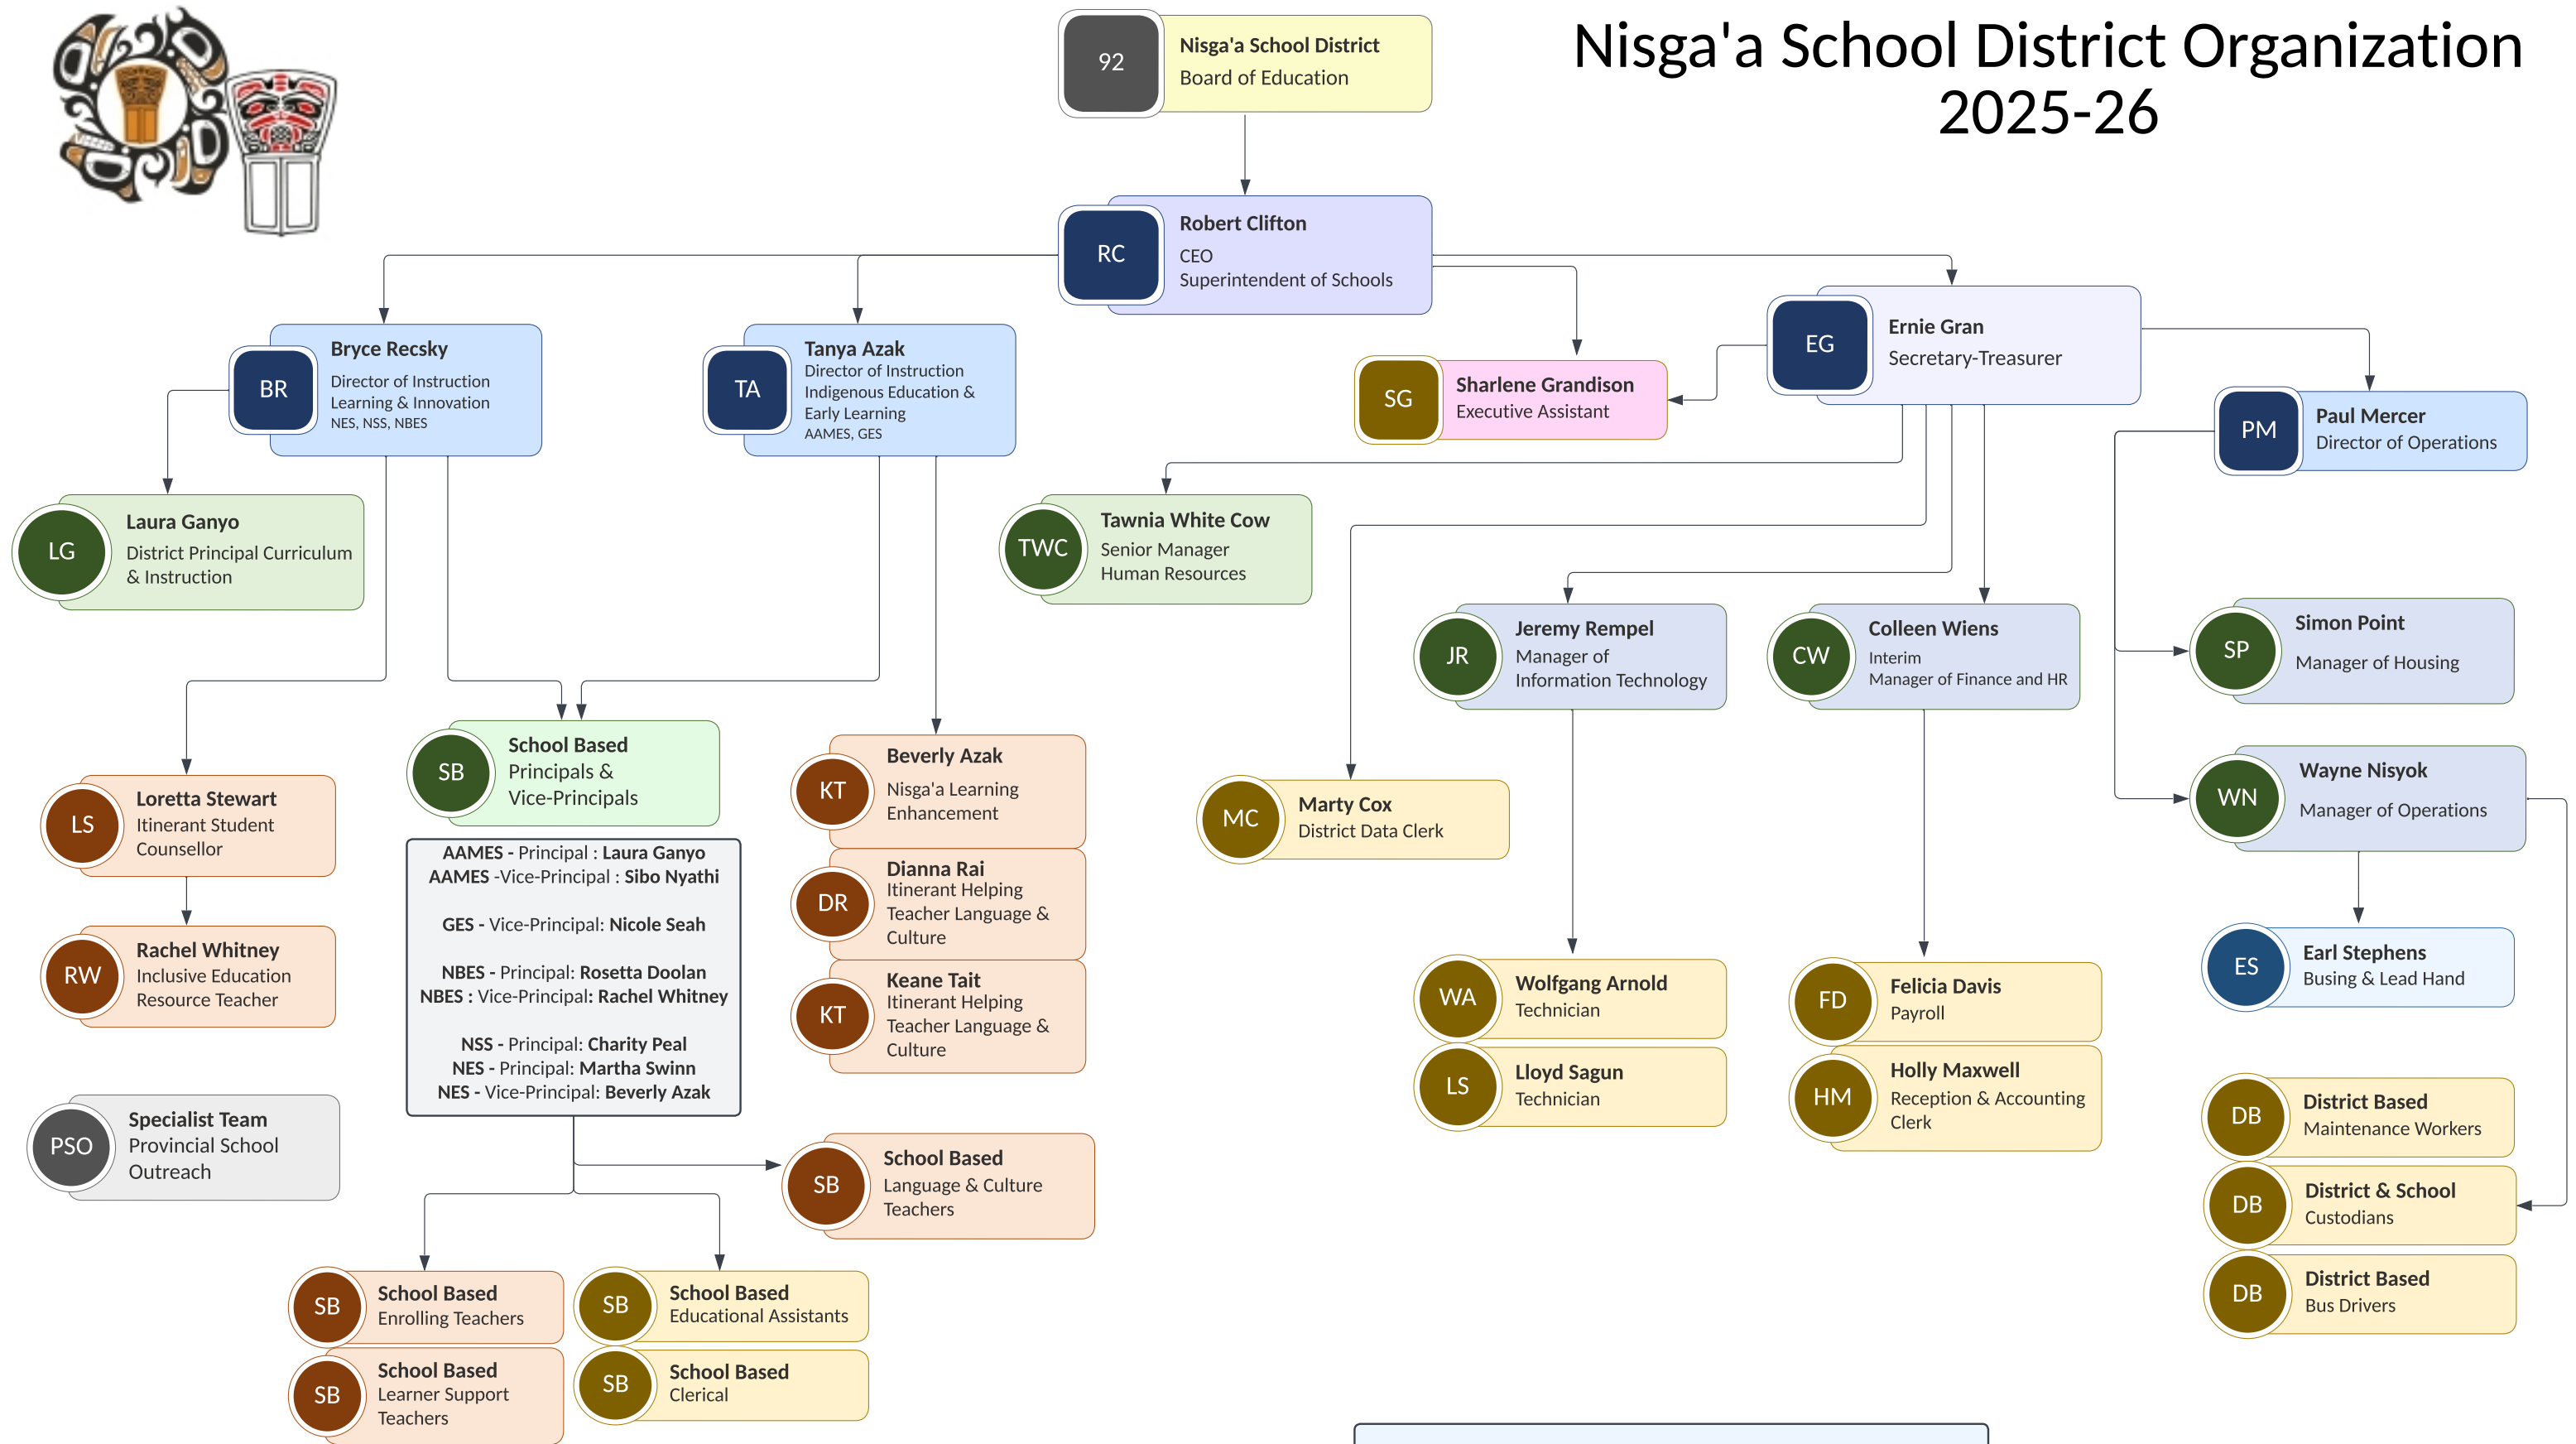 Nisga'a School District Organization
2025-26
92
Nisga'a School District
Board of Education
RC
Robert Clifton
CEO
Superintendent of Schools
BR
Bryce Recsky
Director of Instruction
Learning & Innovation
NES, NSS, NBES
TA
Tanya Azak
Director of Instruction
Indigenous Education &
Early Learning
AAMES, GES
SG
Sharlene Grandison
Executive Assistant
EG
Ernie Gran
Secretary-Treasurer
PM
Paul Mercer
Director of Operations
LG
Laura Ganyo
District Principal Curriculum
& Instruction
TWC
Tawnia White Cow
Senior Manager
Human Resources
JR
Jeremy Rempel
Manager of
Information Technology
CW
Colleen Wiens
Interim
Manager of Finance and HR
SP
Simon Point
Manager of Housing
LS
Loretta Stewart
Itinerant Student
Counsellor
SB
School Based
Principals &
Vice-Principals
KT
Beverly Azak
Nisga'a Learning
Enhancement
MC
Marty Cox
District Data Clerk
WN
Wayne Nisyok
Manager of Operations
AAMES - Principal : Laura Ganyo
AAMES -Vice-Principal : Sibo Nyathi
GES - Vice-Principal: Nicole Seah
NBES - Principal: Rosetta Doolan
NBES : Vice-Principal: Rachel Whitney
NSS - Principal: Charity Peal
NES - Principal: Martha Swinn
NES - Vice-Principal: Beverly Azak
DR
Dianna Rai
Itinerant Helping
Teacher Language &
Culture
RW
Rachel Whitney
Inclusive Education
Resource Teacher
KT
Keane Tait
Itinerant Helping
Teacher Language &
Culture
WA
Wolfgang Arnold
Technician
LS
Lloyd Sagun
Technician
FD
Felicia Davis
Payroll
HM
Holly Maxwell
Reception & Accounting
Clerk
ES
Earl Stephens
Busing & Lead Hand
PSO
Specialist Team
Provincial School
Outreach
SB
School Based
Language & Culture
Teachers
DB
District Based
Maintenance Workers
DB
District & School
Custodians
DB
District Based
Bus Drivers
SB
School Based
Enrolling Teachers
SB
School Based
Educational Assistants
SB
School Based
Learner Support
Teachers
SB
School Based
Clerical